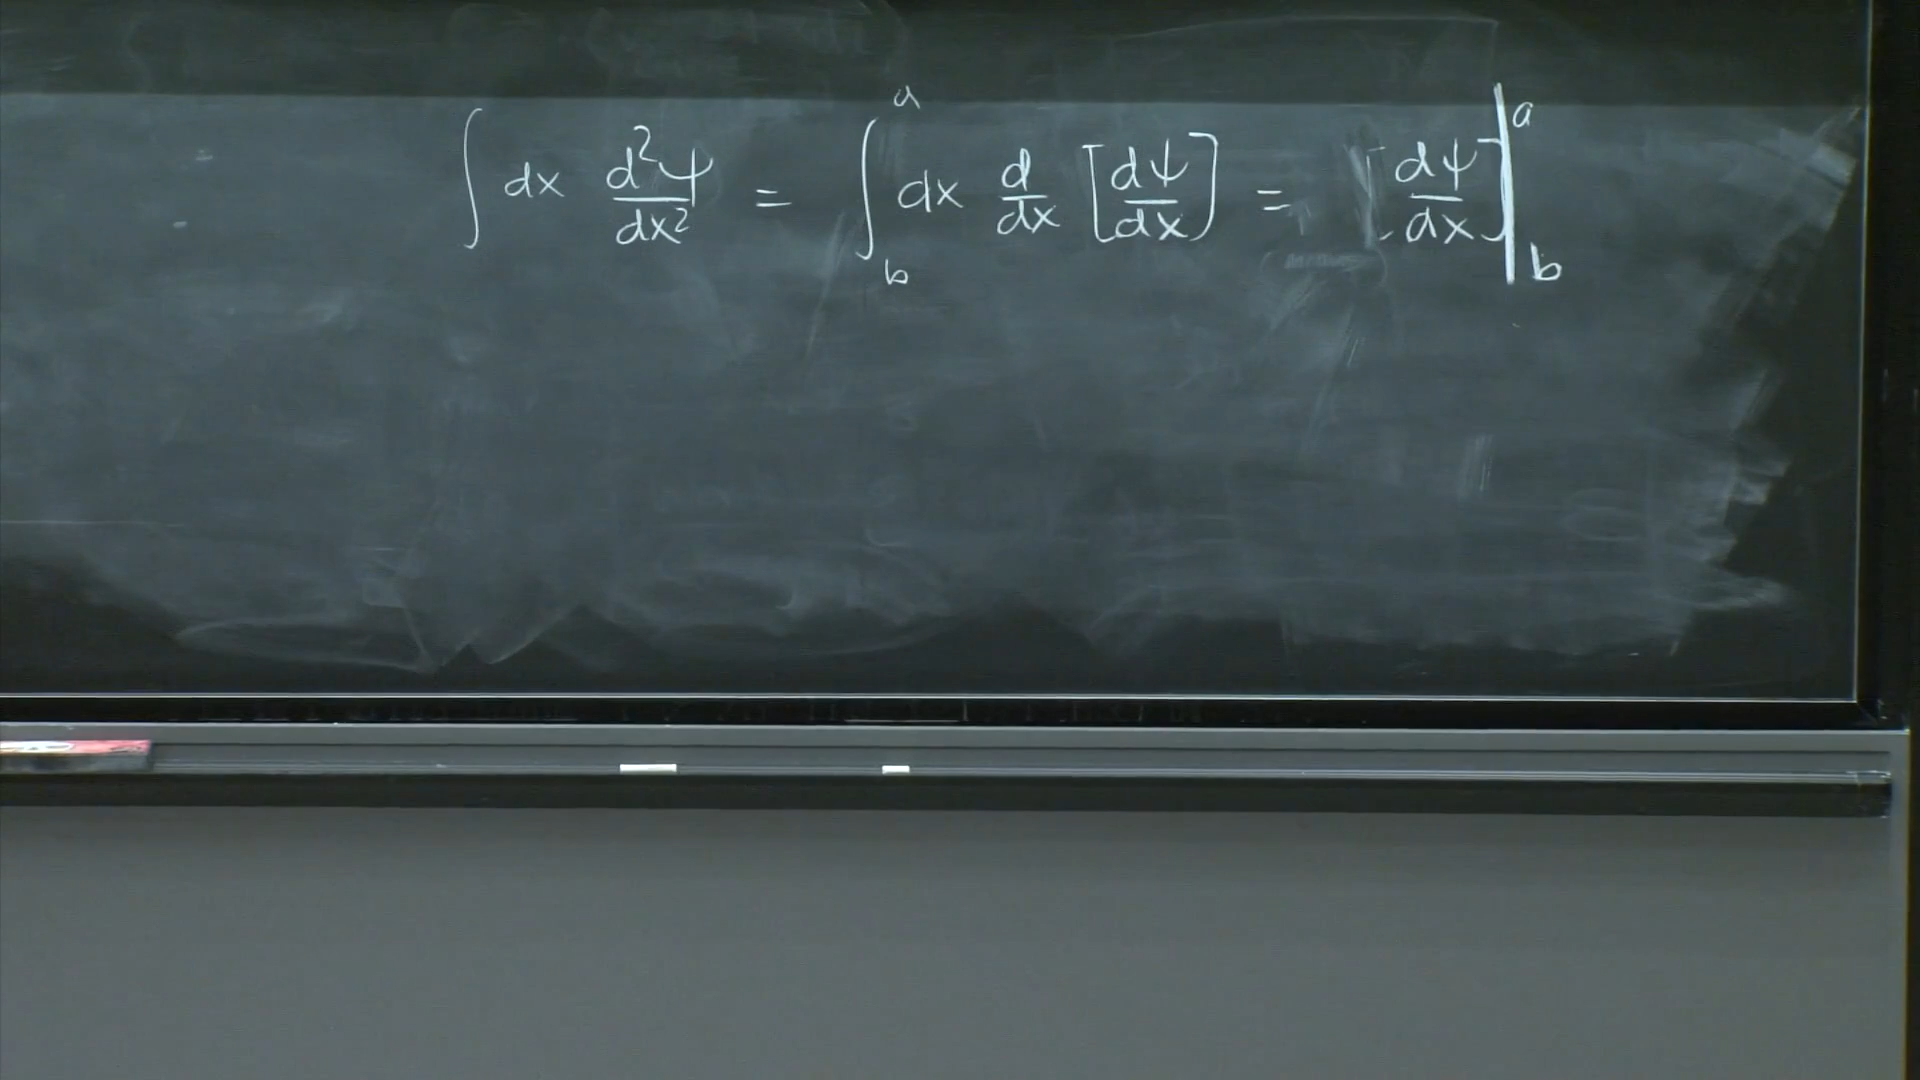 ∫ dx d²ψ/dx² = ∫_b^a dx d/dx [dψ/dx] = [dψ/dx]|_b^a